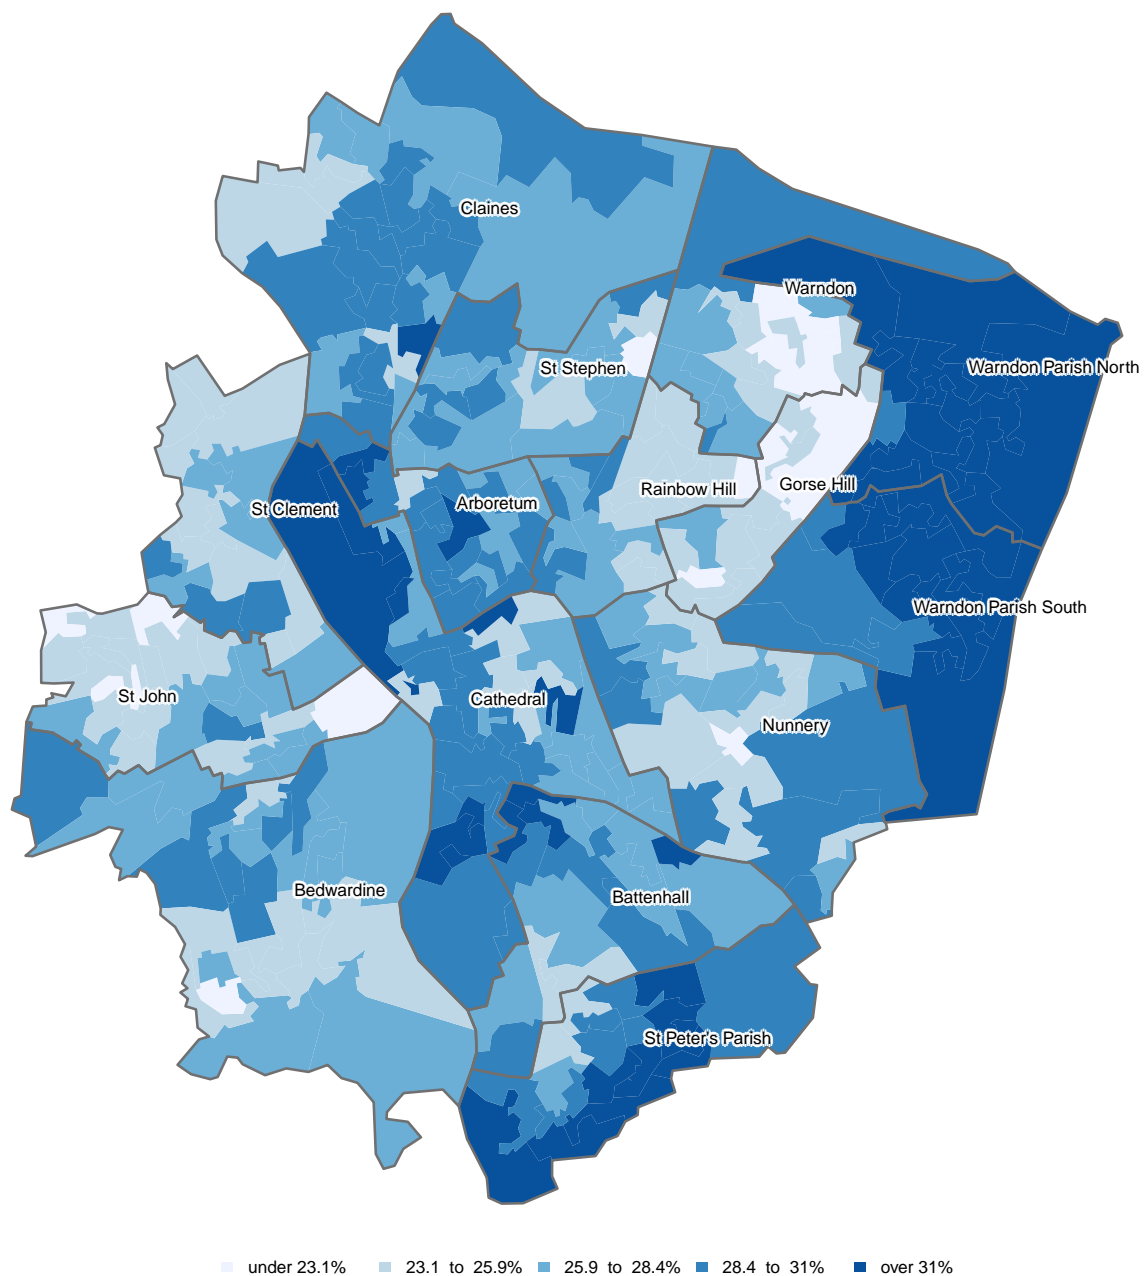 Claines
Warndon
Warndon Parish North
St Stephen
Rainbow Hill
Gorse Hill
Arboretum
St Clement
Warndon Parish South
St John
Cathedral
Nunnery
Bedwardine
Battenhall
St Peter's Parish
under 23.1% 23.1 to 25.9% 25.9 to 28.4% 28.4 to 31% over 31%